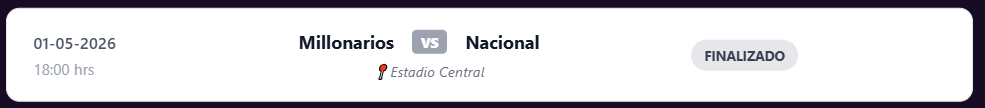 01-05-2026
18:00 hrs
Millonarios vs Nacional
Estadio Central
FINALIZADO